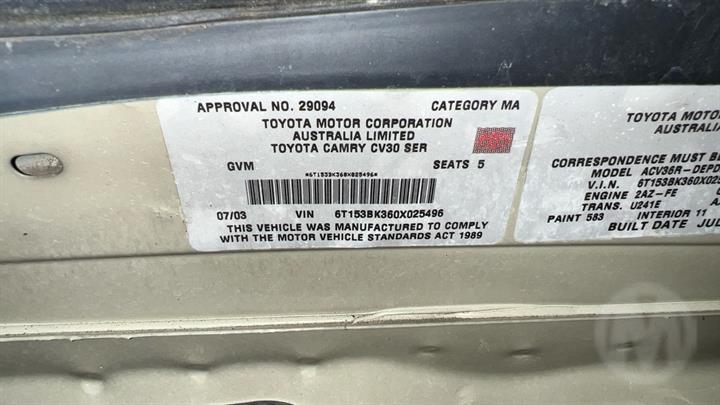 APPROVAL NO. 29094 CATEGORY MA
TOYOTA MOTOR CORPORATION
AUSTRALIA LIMITED
TOYOTA CAMRY CV30 SER
GVM SEATS 5
*6T153BK360X025496*
07/03 VIN 6T153BK360X025496
THIS VEHICLE WAS MANUFACTURED TO COMPLY
WITH THE MOTOR VEHICLE STANDARDS ACT 1989
TOYOTA MOTOR
AUSTRALIA
CORRESPONDENCE MUST BE
MODEL ACV36R-DEPD
V.I.N. 6T153BK360X025
ENGINE 2AZ-FE
TRANS. U241E
PAINT 583 INTERIOR 11
BUILT DATE JUL